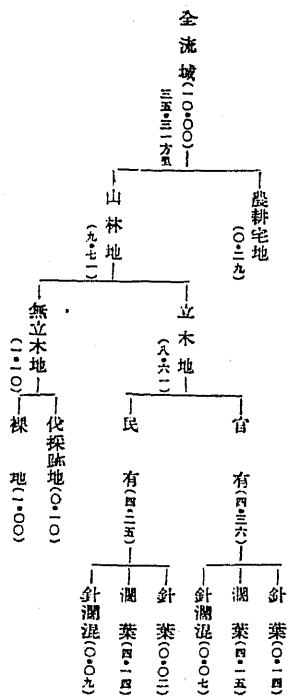 全流域(一〇・〇〇)
三五・三一方里
農耕宅地
(〇・二九)
山林地
(九・七一)
立木地
(八・六一)
無立木地
(一・一〇)
官有(四・三六)
民有(四・二五)
伐採跡地(〇・一〇)
裸地(一・〇〇)
針葉(〇・一四)
濶葉(四・一五)
針濶混(〇・〇七)
針葉(〇・〇二)
濶葉(四・一四)
針濶混(〇・〇九)